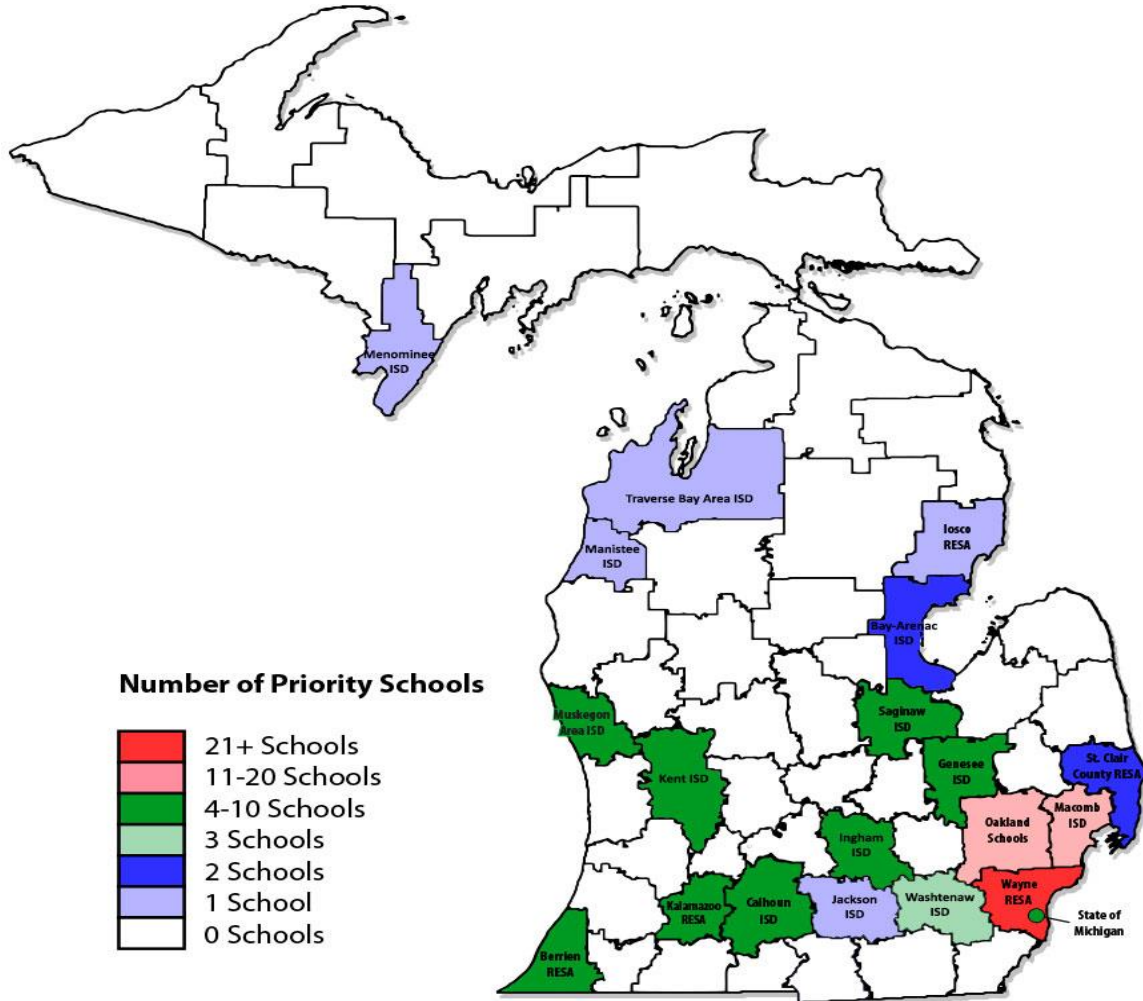 Menominee
ISD
Traverse Bay Area ISD
Manistee
ISD
Iosco
RESA
Bay-Arenac
ISD
Number of Priority Schools
21+ Schools
11-20 Schools
4-10 Schools
3 Schools
2 Schools
1 School
0 Schools
Muskegon
Area ISD
Saginaw
ISD
Kent ISD
Genesee
ISD
St. Clair
County RESA
Oakland
Schools
Macomb
ISD
Ingham
ISD
Wayne
RESA
Kalamazoo
RESA
Calhoun
ISD
Jackson
ISD
Washtenaw
ISD
State of
Michigan
Berrien
RESA